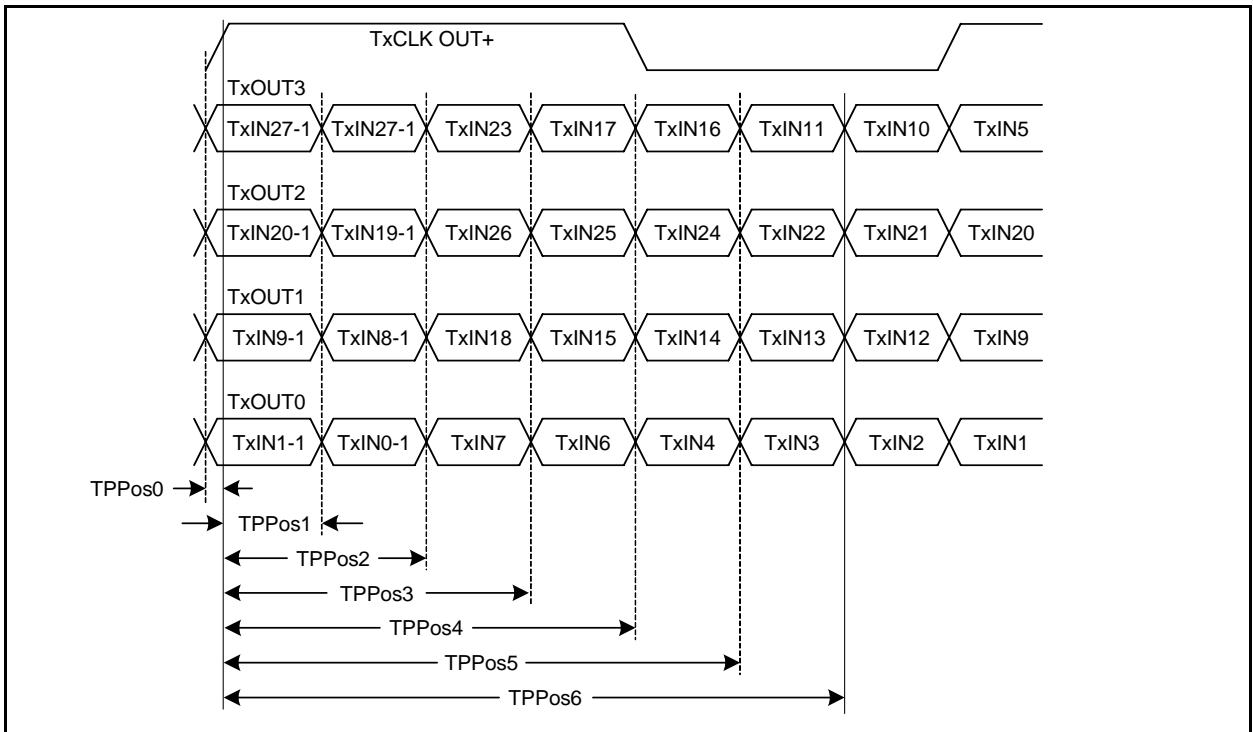 TxCLK OUT+
TxOUT3
TxIN27-1 TxIN27-1 TxIN23 TxIN17 TxIN16 TxIN11 TxIN10 TxIN5
TxOUT2
TxIN20-1 TxIN19-1 TxIN26 TxIN25 TxIN24 TxIN22 TxIN21 TxIN20
TxOUT1
TxIN9-1 TxIN8-1 TxIN18 TxIN15 TxIN14 TxIN13 TxIN12 TxIN9
TxOUT0
TxIN1-1 TxIN0-1 TxIN7 TxIN6 TxIN4 TxIN3 TxIN2 TxIN1
TPPos0
TPPos1
TPPos2
TPPos3
TPPos4
TPPos5
TPPos6